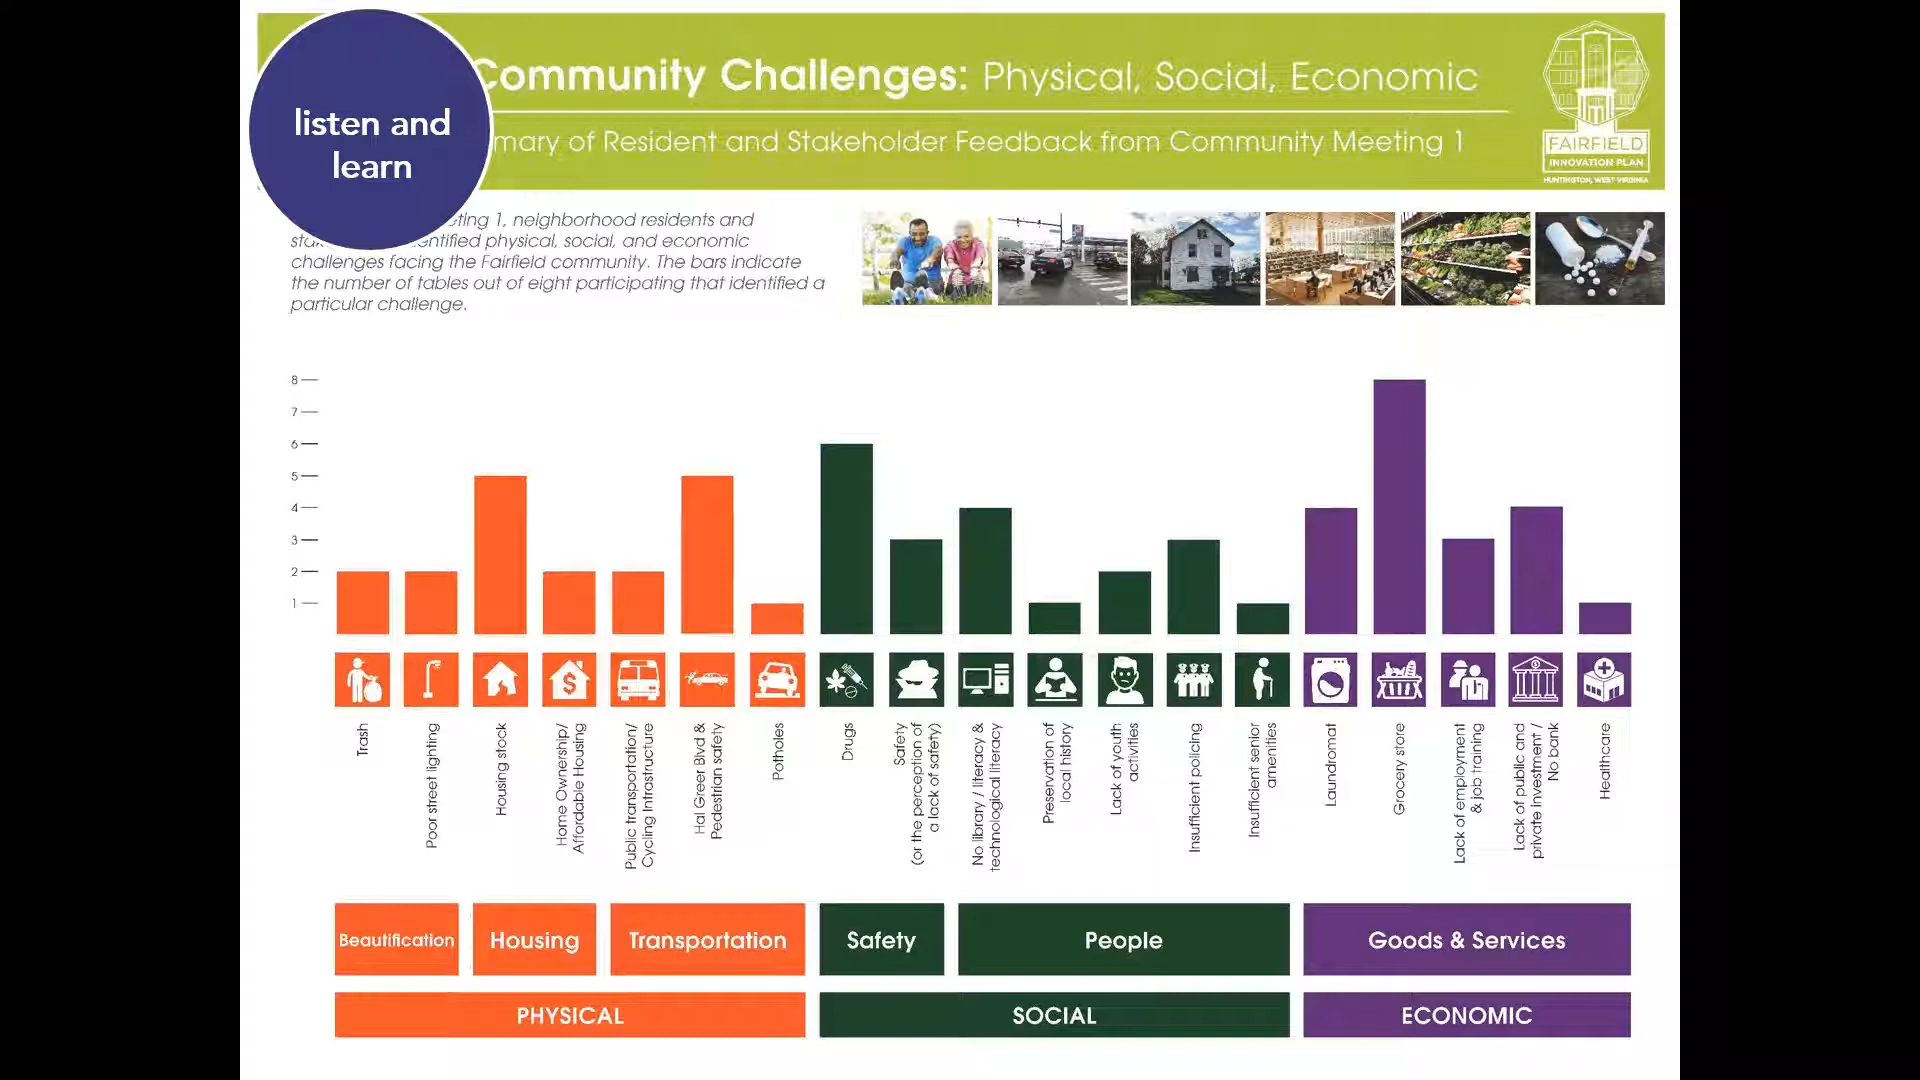 listen and
learn
Community Challenges: Physical, Social, Economic
mary of Resident and Stakeholder Feedback from Community Meeting 1
FAIRFIELD
INNOVATION PLAN
HUNTINGTON, WEST VIRGINIA
eting 1, neighborhood residents and
entified physical, social, and economic
challenges facing the Fairfield community. The bars indicate
the number of tables out of eight participating that identified a
particular challenge.
8
7
6
5
4
3
2
1
Trash
Poor street lighting
Housing stock
Home Ownership/
Affordable Housing
Public transportation/
Cycling Intrastructure
Hal Greer Blvd &
Pedestrian safety
Potholes
Drugs
Safety
(or the perception of
a lack of safety)
No library / literacy &
technological literacy
Preservation of
local history
Lack of youth
activities
Insufficient policing
Insufficient senior
amenities
Laundromat
Grocery store
Lack of employment
& job training
Lack of public and
private investment /
No bank
Healthcare
Beautification
Housing
Transportation
Safety
People
Goods & Services
PHYSICAL
SOCIAL
ECONOMIC